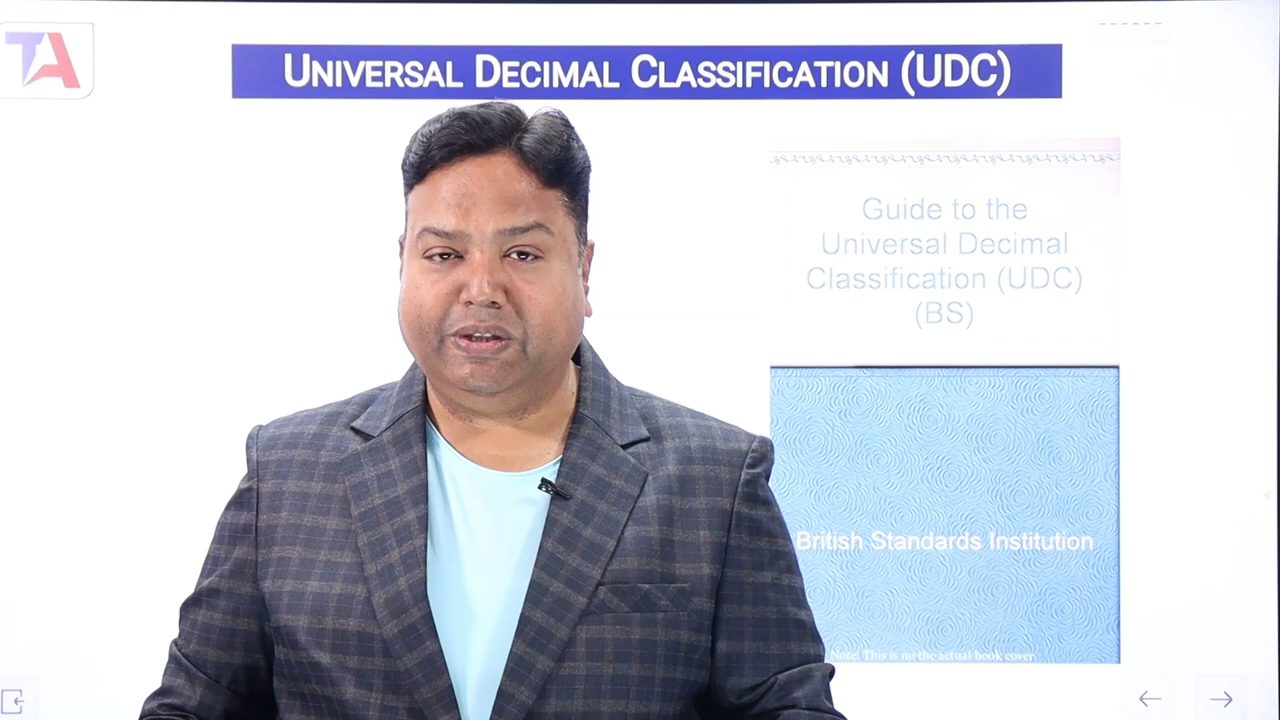 TA
UNIVERSAL DECIMAL CLASSIFICATION (UDC)
Guide to the
Universal Decimal
Classification (UDC)
(BS)
British Standards Institution
Note: This is no the actual book cover